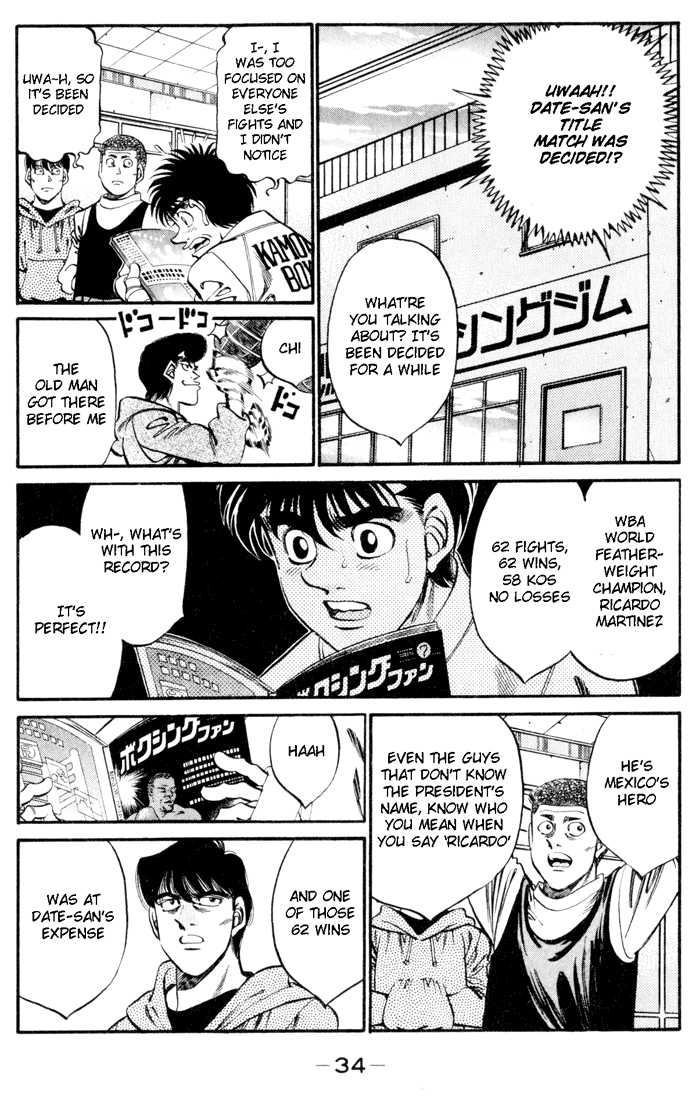 UWAAH!!
DATE-SAN'S
TITLE
MATCH WAS
DECIDED!?
WHAT'RE
YOU TALKING
ABOUT? IT'S
BEEN DECIDED
FOR A WHILE
シングジム
I-, I
WAS TOO
FOCUSED ON
EVERYONE
ELSE'S
FIGHTS AND
I DIDN'T
NOTICE
UWA~H, SO
IT'S BEEN
DECIDED
KAMO
BO
ドコードコ
CHI
ドコ
THE
OLD MAN
GOT THERE
BEFORE ME
WBA
WORLD
FEATHER-
WEIGHT
CHAMPION,
RICARDO
MARTINEZ
62 FIGHTS,
62 WINS,
58 KOS
NO LOSSES
WH-, WHAT'S
WITH THIS
RECORD?
IT'S
PERFECT!!
ボクシングファン
HE'S
MEXICO'S
HERO
EVEN THE GUYS
THAT DON'T KNOW
THE PRESIDENT'S
NAME, KNOW WHO
YOU MEAN WHEN
YOU SAY 'RICARDO'
HAAH
ボクシングファン
AND ONE
OF THOSE
62 WINS
WAS AT
DATE-SAN'S
EXPENSE
—34—